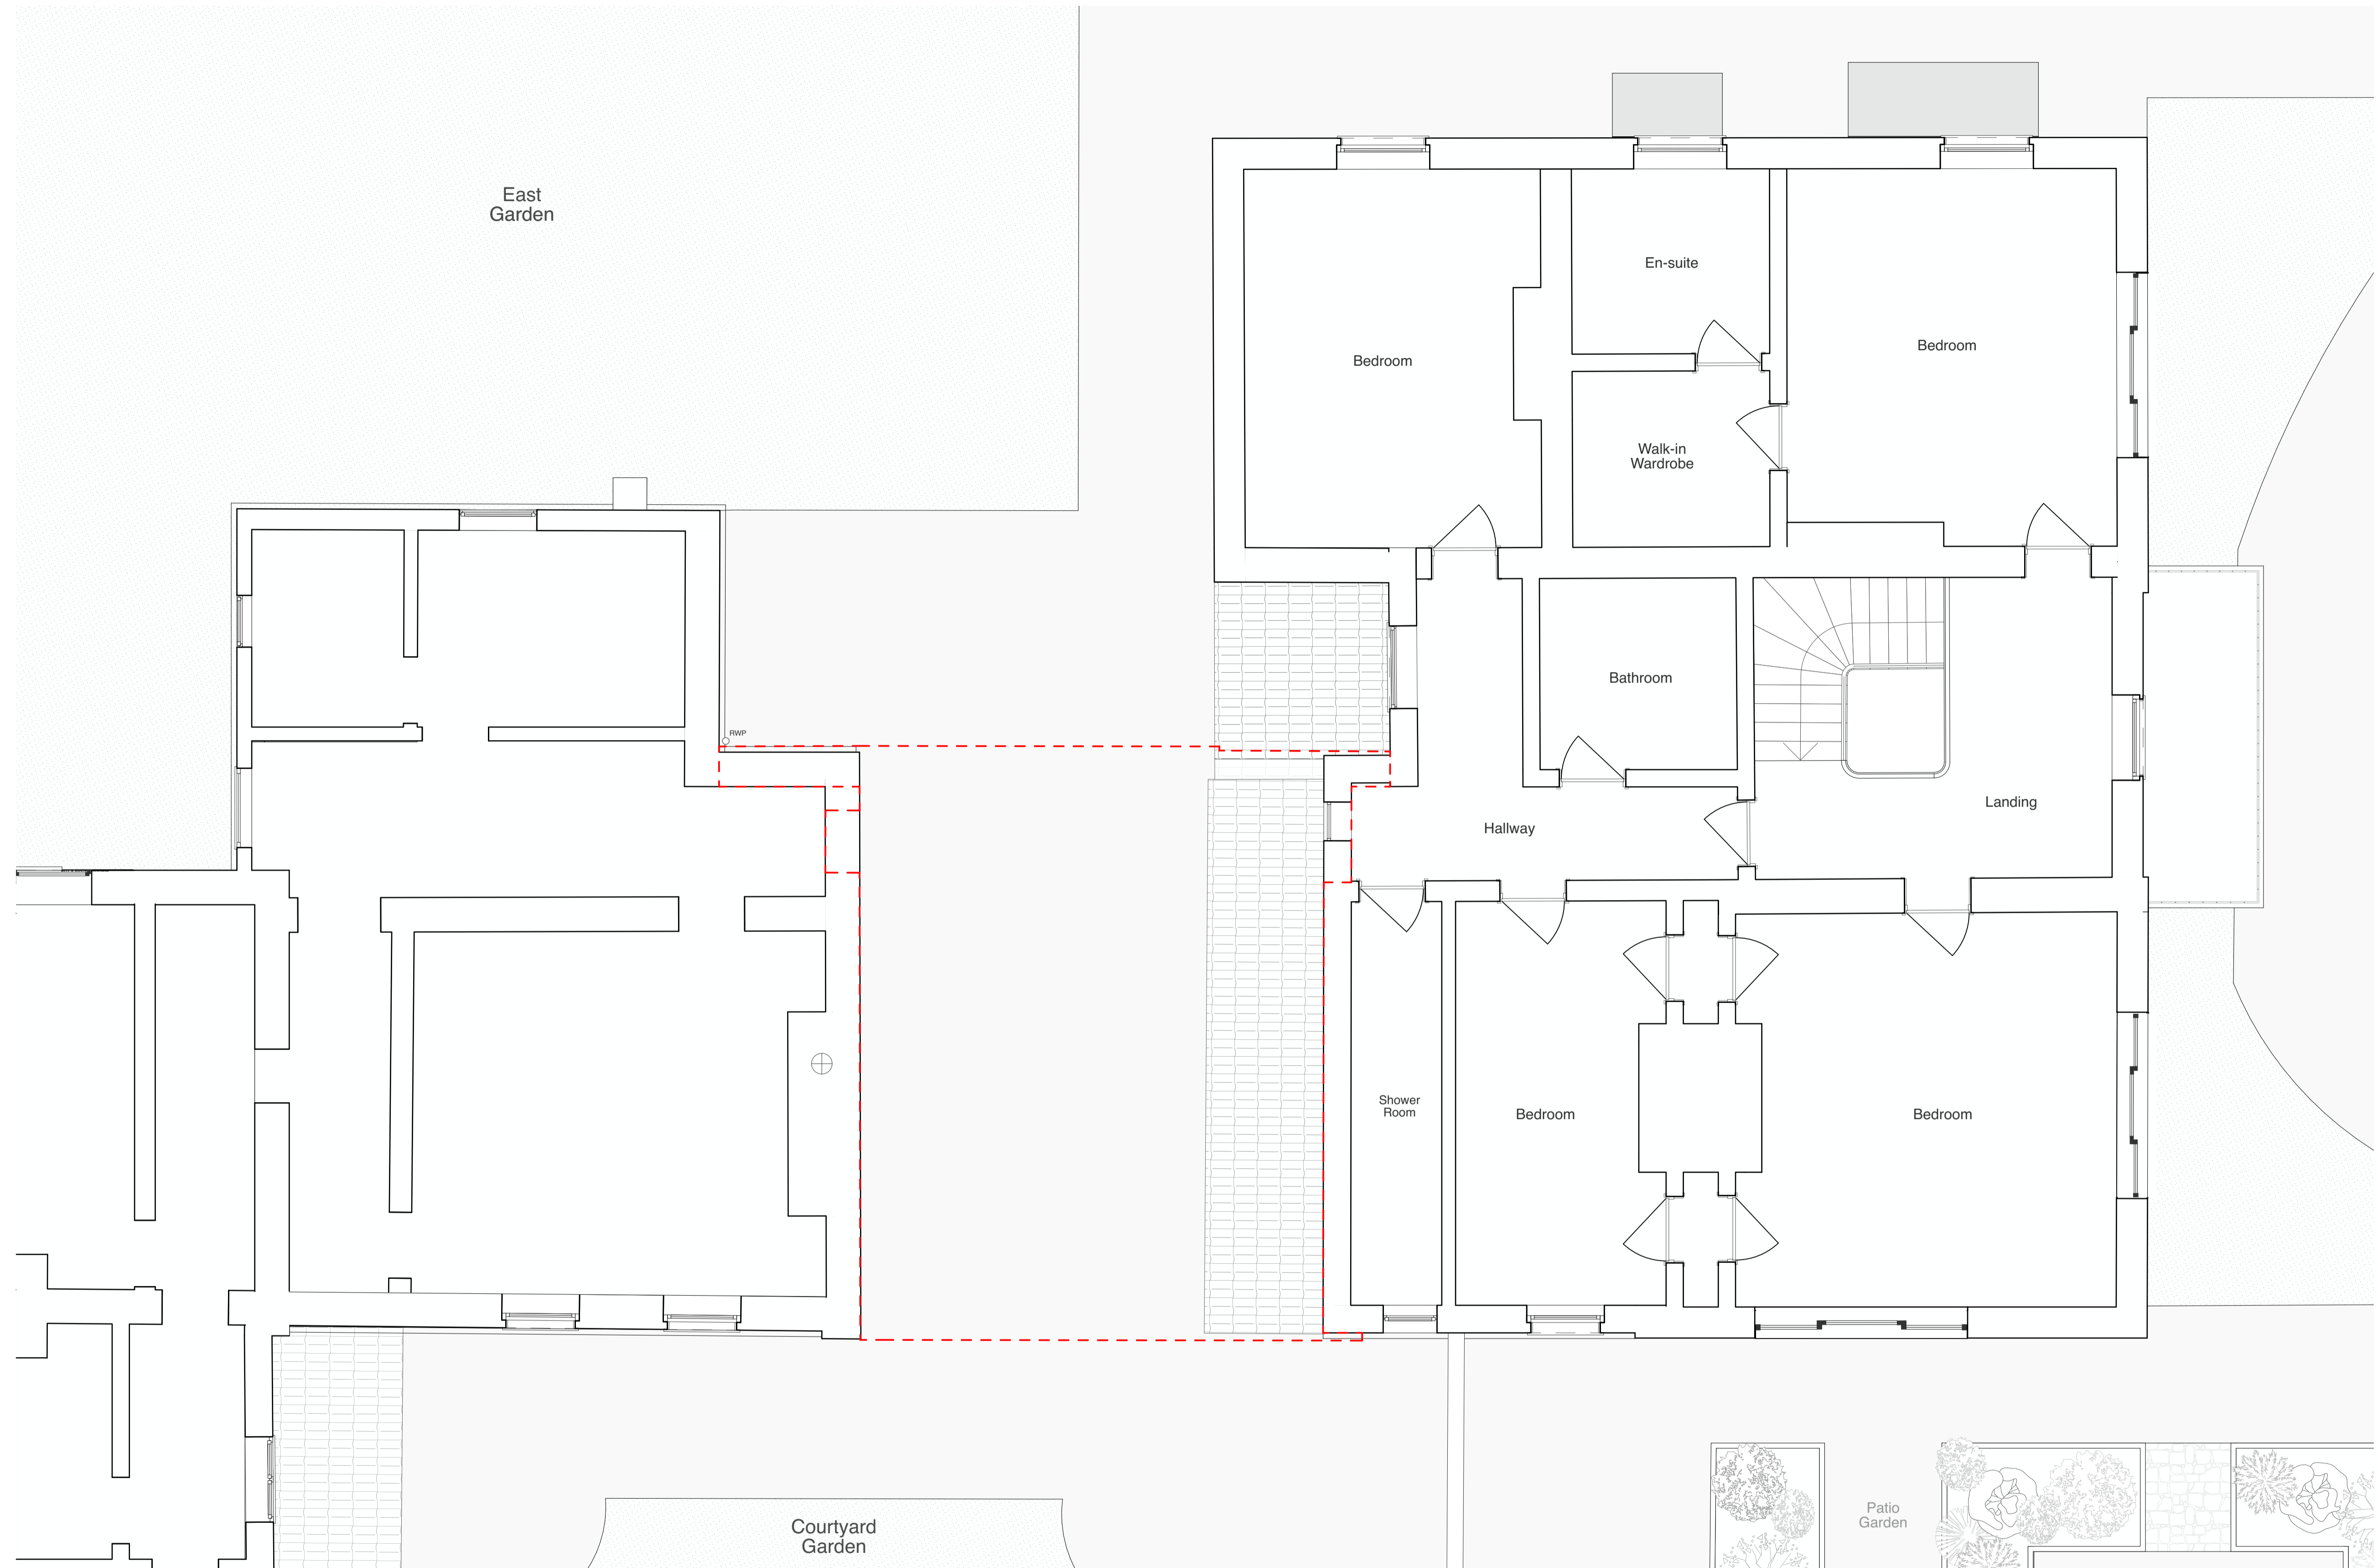 East
Garden
En-suite
Bedroom
Bedroom
Walk-in
Wardrobe
Bathroom
RWP
Landing
Hallway
Shower
Room
Bedroom
Bedroom
Patio
Garden
Courtyard
Garden